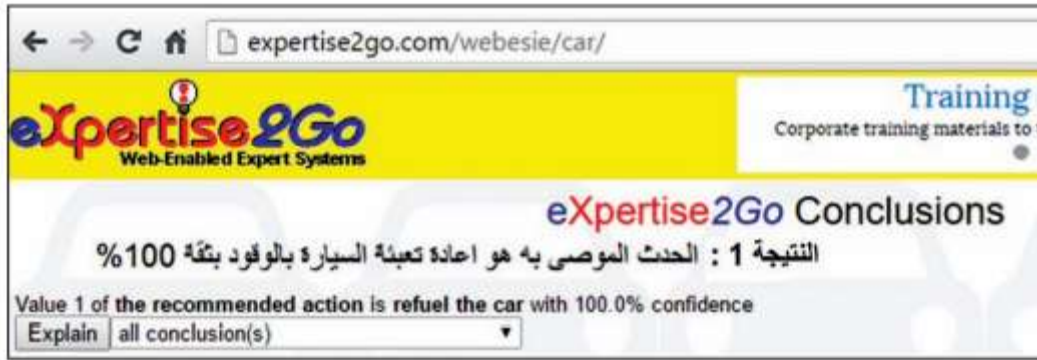 expertise2go.com/webesie/car/
eXpertise2Go
Web-Enabled Expert Systems
Training
Corporate training materials to
eXpertise2Go Conclusions
النتيجة 1 : الحدث الموصى به هو اعادة تعبئة السيارة بالوقود بثقة 100%
Value 1 of the recommended action is refuel the car with 100.0% confidence
Explain all conclusion(s)